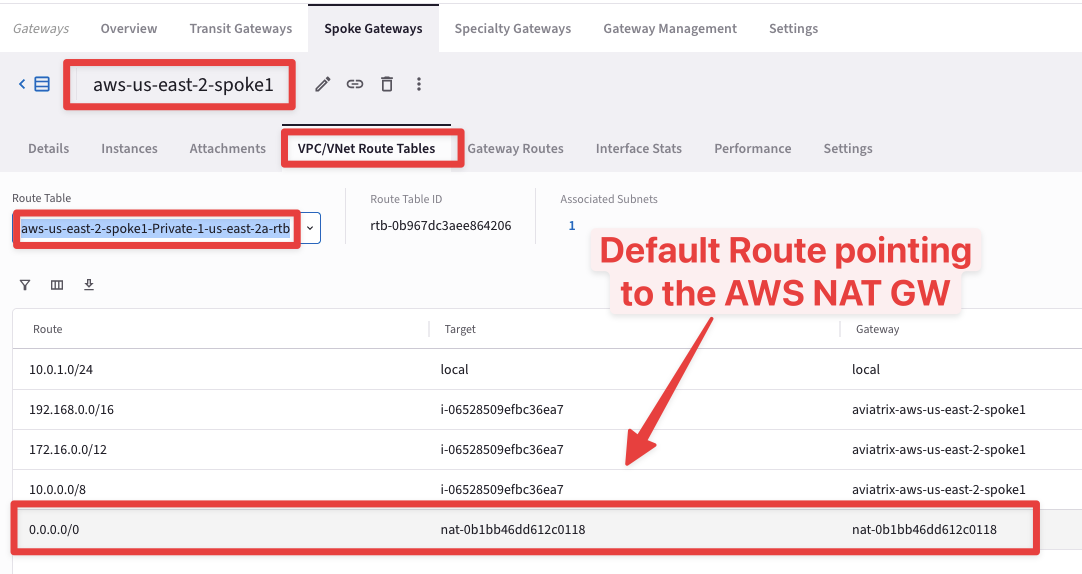 Gateways Overview Transit Gateways Spoke Gateways Specialty Gateways Gateway Management Settings
aws-us-east-2-spoke1
Details Instances Attachments VPC/VNet Route Tables Gateway Routes Interface Stats Performance Settings
Route Table Route Table ID Associated Subnets
aws-us-east-2-spoke1-Private-1-us-east-2a-rtb rtb-0b967dc3aee864206 1
Default Route pointing
to the AWS NAT GW
Route Target Gateway
10.0.1.0/24 local local
192.168.0.0/16 i-06528509efbc36ea7 aviatrix-aws-us-east-2-spoke1
172.16.0.0/12 i-06528509efbc36ea7 aviatrix-aws-us-east-2-spoke1
10.0.0.0/8 i-06528509efbc36ea7 aviatrix-aws-us-east-2-spoke1
0.0.0.0/0 nat-0b1bb46dd612c0118 nat-0b1bb46dd612c0118